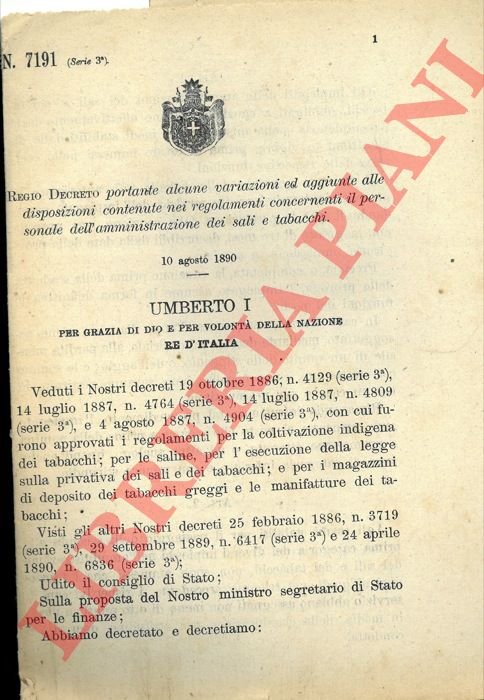 1
N. 7191 (Serie 3ª).
REGIO DECRETO portante alcune variazioni ed aggiunte alle
disposizioni contenute nei regolamenti concernenti il per-
sonale dell'amministrazione dei sali e tabacchi.
10 agosto 1890
UMBERTO I
PER GRAZIA DI DIO E PER VOLONTÀ DELLA NAZIONE
RE D'ITALIA
Veduti i Nostri decreti 19 ottobre 1886, n. 4129 (serie 3ª),
14 luglio 1887, n. 4764 (serie 3ª), 14 luglio 1887, n. 4809
(serie 3ª), e 4 agosto 1887, n. 4904 (serie 3ª), con cui fu-
rono approvati i regolamenti per la coltivazione indigena
dei tabacchi; per le saline, per l'esecuzione della legge
sulla privativa dei sali e dei tabacchi; e per i magazzini
di deposito dei tabacchi greggi e le manifatture dei ta-
bacchi;
Visti gli altri Nostri decreti 25 febbraio 1886, n. 3719
(serie 3ª), 29 settembre 1889, n. 6417 (serie 3ª) e 24 aprile
1890, n. 6836 (serie 3ª);
Udito il consiglio di Stato;
Sulla proposta del Nostro ministro segretario di Stato
per le finanze;
Abbiamo decretato e decretiamo:
LIBRERIA PIANI